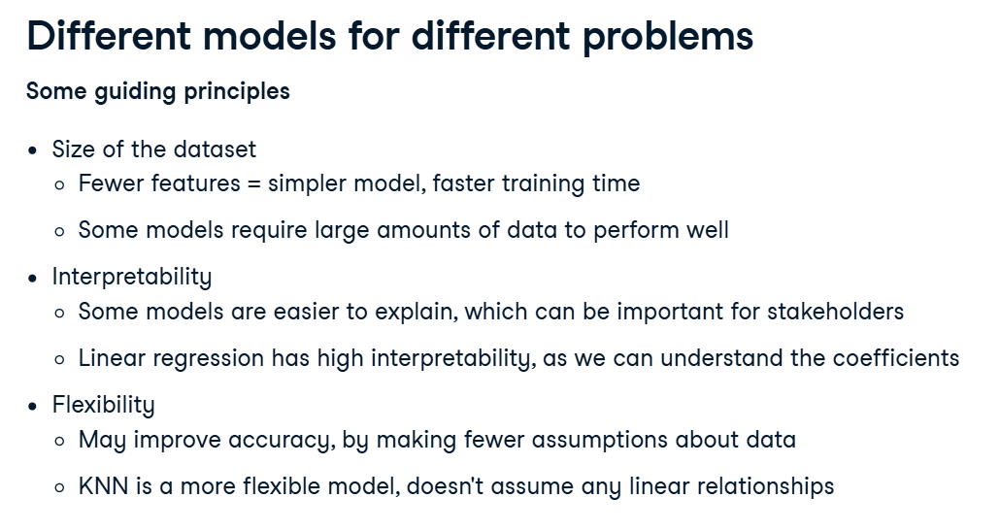 Different models for different problems
Some guiding principles
• Size of the dataset
○ Fewer features = simpler model, faster training time
○ Some models require large amounts of data to perform well
• Interpretability
○ Some models are easier to explain, which can be important for stakeholders
○ Linear regression has high interpretability, as we can understand the coefficients
• Flexibility
○ May improve accuracy, by making fewer assumptions about data
○ KNN is a more flexible model, doesn't assume any linear relationships